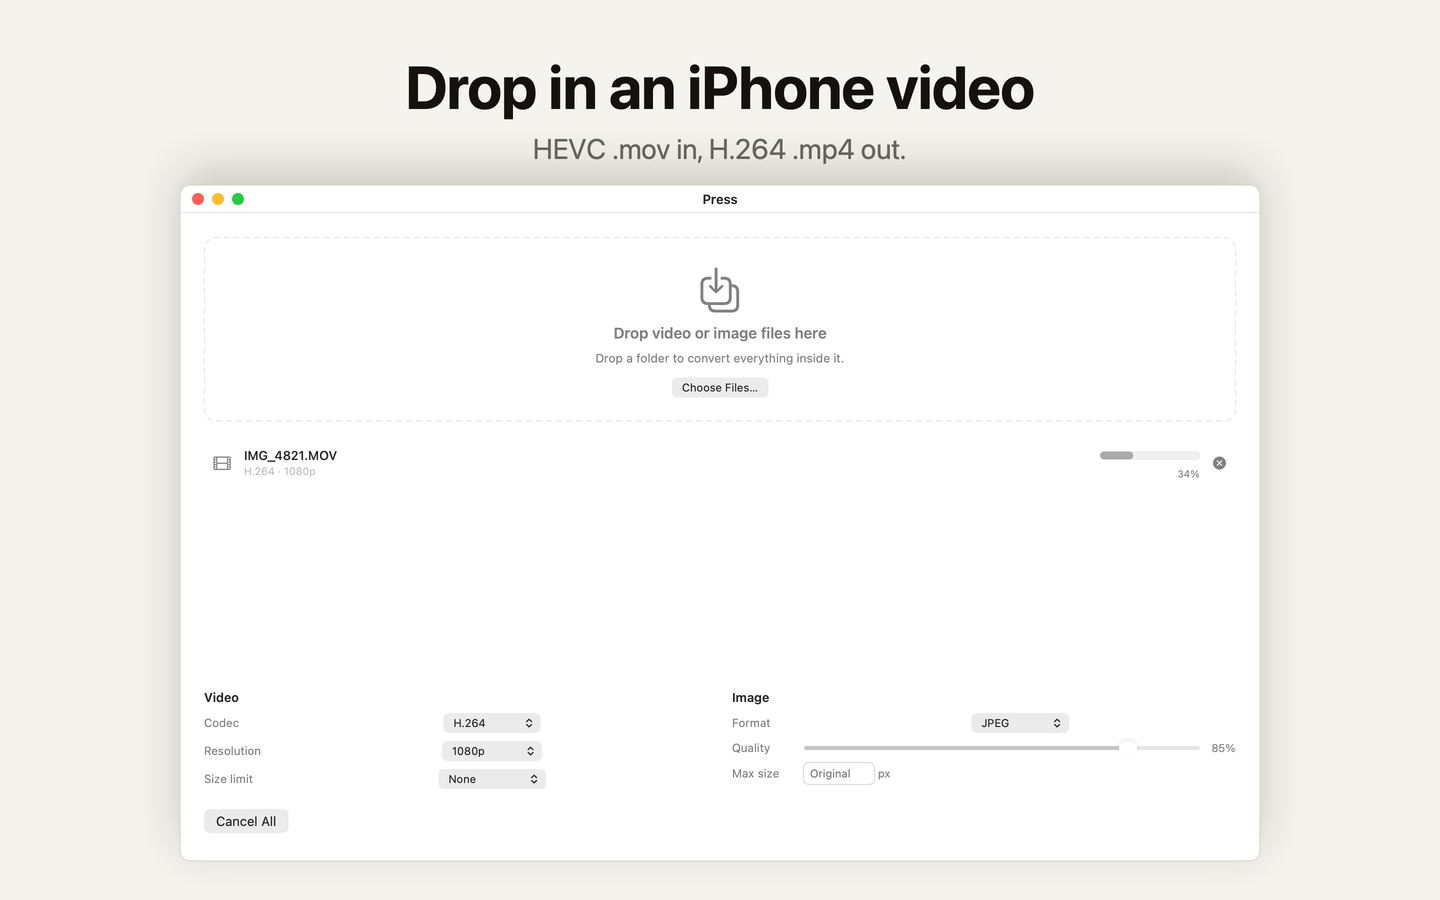 Drop in an iPhone video
HEVC .mov in, H.264 .mp4 out.
Press
Drop video or image files here
Drop a folder to convert everything inside it.
Choose Files...
IMG_4821.MOV
H.264 · 1080p
34%
Video
Codec
H.264
Resolution
1080p
Size limit
None
Image
Format
JPEG
Quality
85%
Max size
Original
px
Cancel All